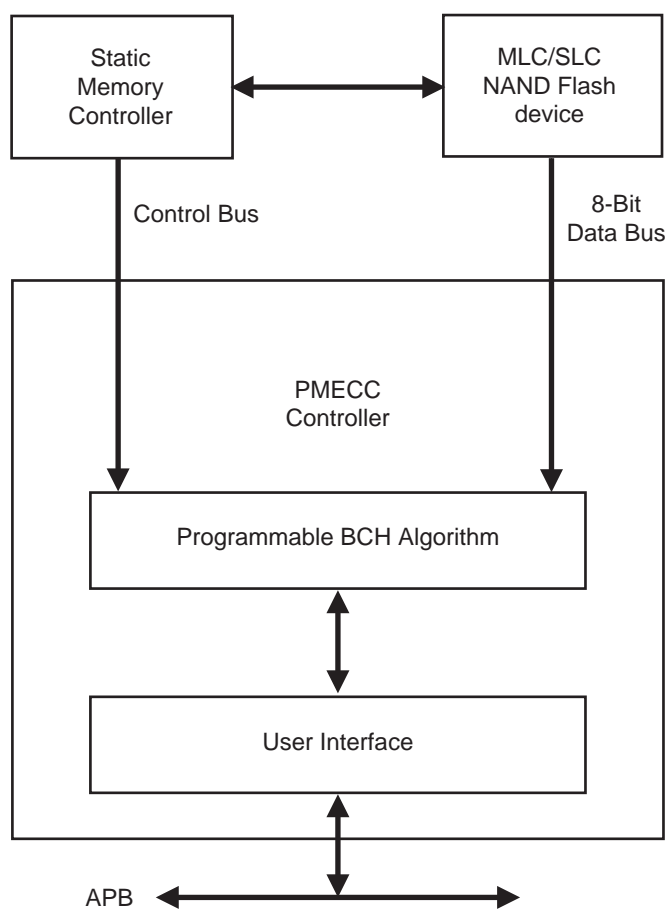 Static
Memory
Controller
MLC/SLC
NAND Flash
device
Control Bus
8-Bit
Data Bus
PMECC
Controller
Programmable BCH Algorithm
User Interface
APB